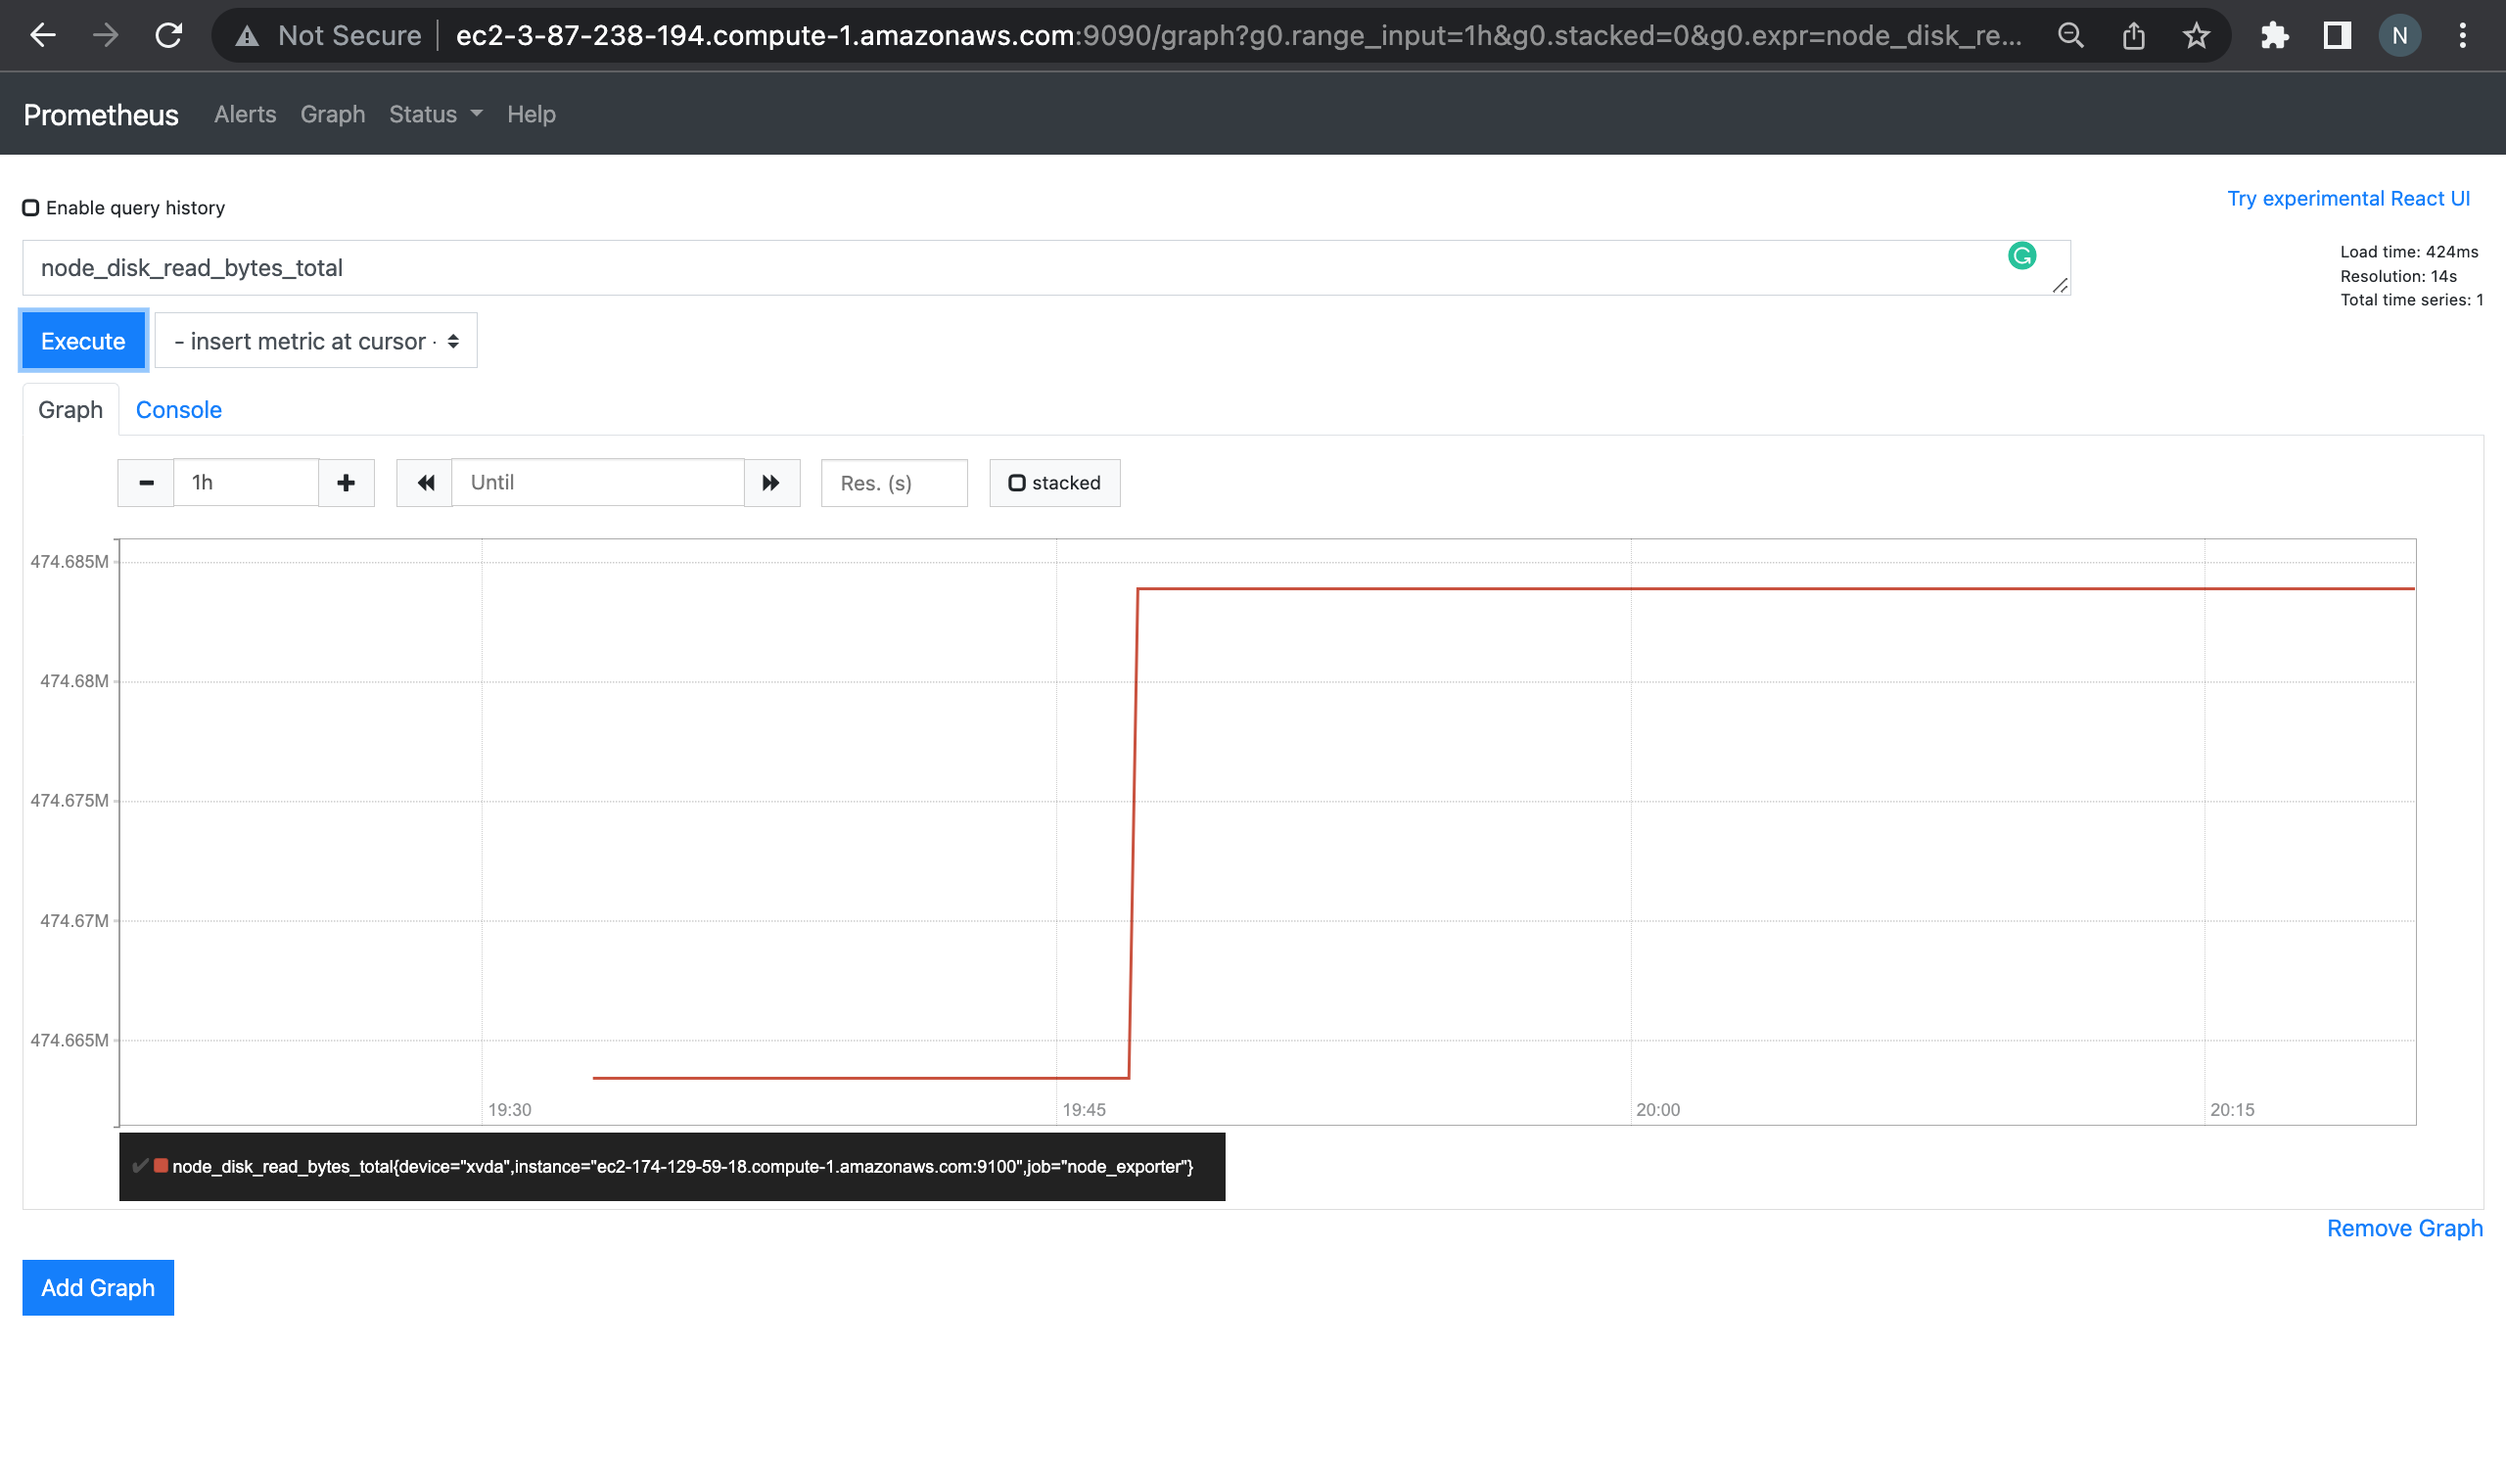 Not Secure ec2-3-87-238-194.compute-1.amazonaws.com:9090/graph?g0.range_input=1h&g0.stacked=0&g0.expr=node_disk_re... N
Prometheus Alerts Graph Status Help
Try experimental React UI
Enable query history
node_disk_read_bytes_total
Load time: 424ms
Resolution: 14s
Total time series: 1
Execute - insert metric at cursor -
Graph Console
1h Until Res. (s) stacked
474.685M
474.68M
474.675M
474.67M
474.665M
19:30 19:45 20:00 20:15
node_disk_read_bytes_total{device="xvda",instance="ec2-174-129-59-18.compute-1.amazonaws.com:9100",job="node_exporter"}
Remove Graph
Add Graph